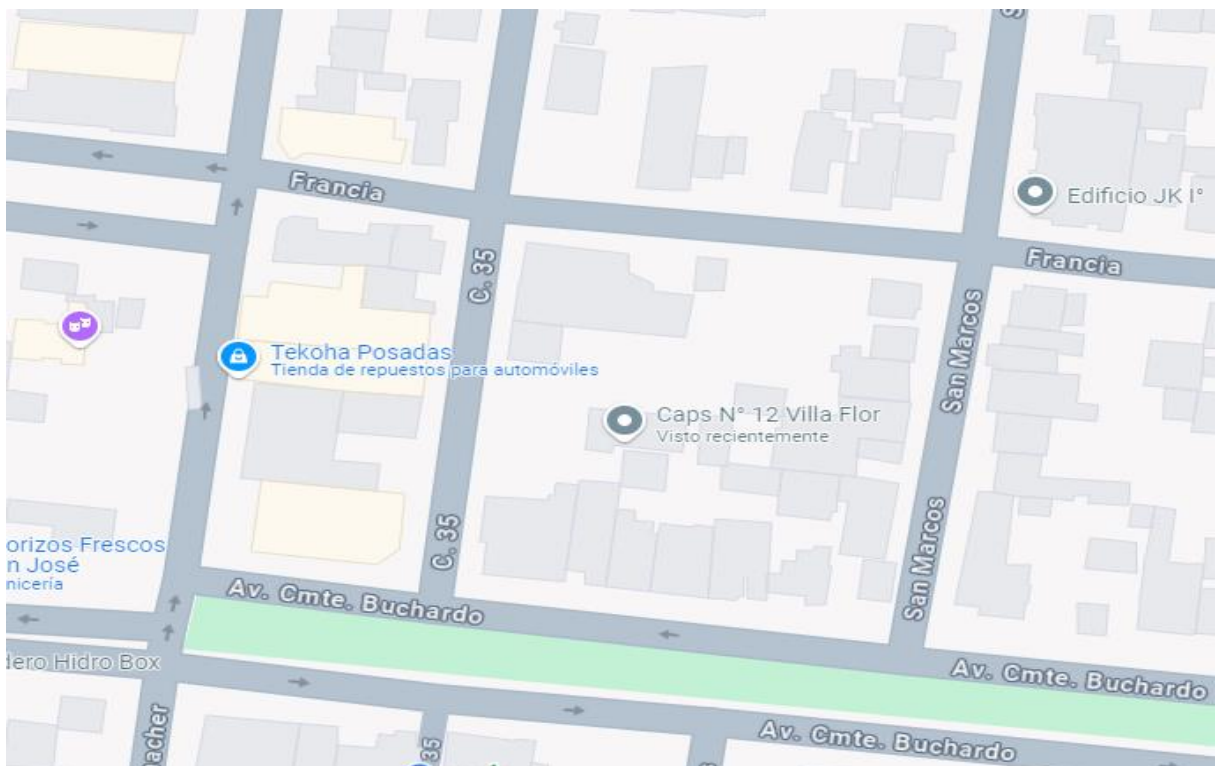 Francia
Edificio JK I°
Francia
C. 35
San Marcos
Tekoha Posadas
Tienda de repuestos para automóviles
Caps N° 12 Villa Flor
Visto recientemente
C. 35
San Marcos
orizos Frescos
n José
nicería
Av. Cmte. Buchardo
dero Hidro Box
Av. Cmte. Buchardo
acher
35
Av. Cmte. Buchardo